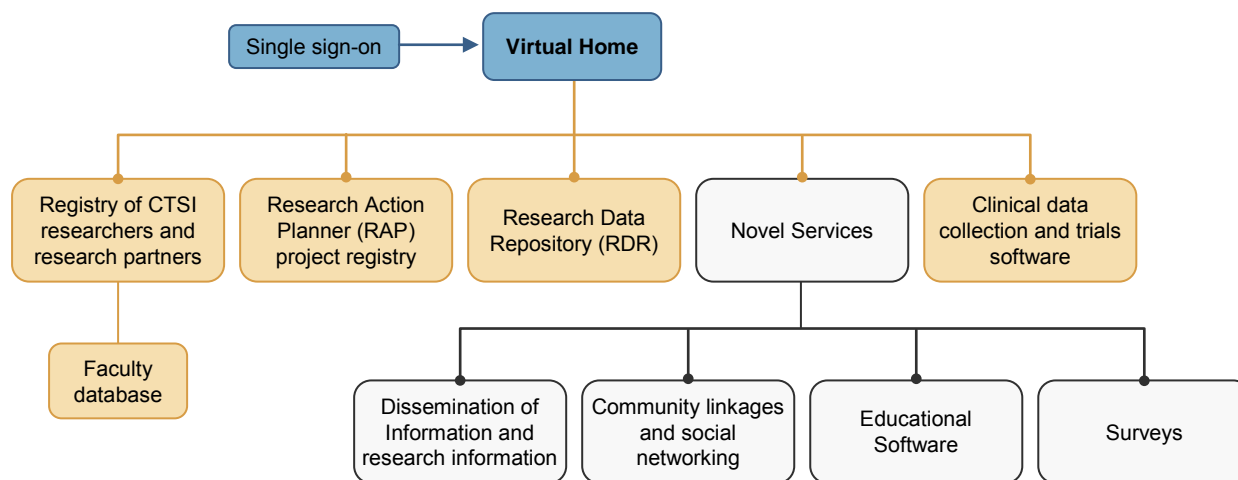 Single sign-on
Virtual Home
Registry of CTSI
researchers and
research partners
Research Action
Planner (RAP)
project registry
Research Data
Repository (RDR)
Novel Services
Clinical data
collection and trials
software
Faculty
database
Dissemination of
Information and
research information
Community linkages
and social
networking
Educational
Software
Surveys